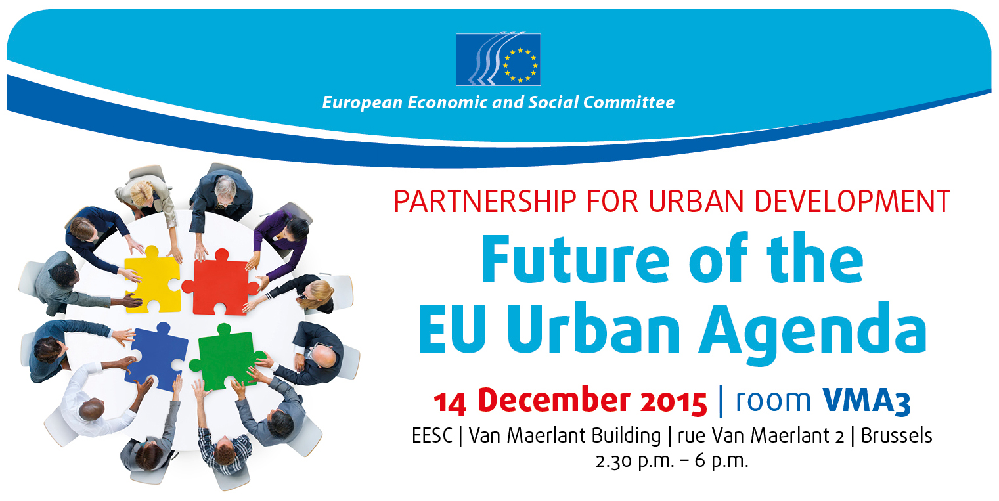 European Economic and Social Committee
PARTNERSHIP FOR URBAN DEVELOPMENT
Future of the
EU Urban Agenda
14 December 2015 | room VMA3
EESC | Van Maerlant Building | rue Van Maerlant 2 | Brussels
2.30 p.m. – 6 p.m.